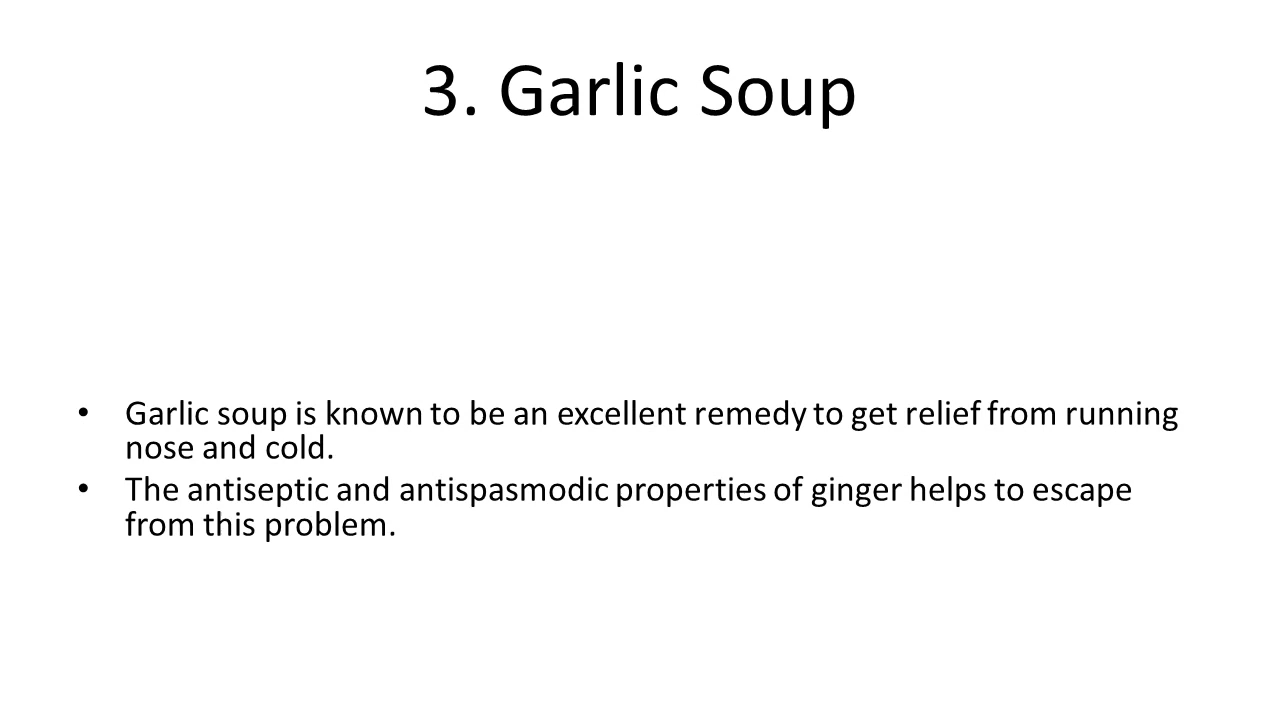 3. Garlic Soup
• Garlic soup is known to be an excellent remedy to get relief from running
nose and cold.
• The antiseptic and antispasmodic properties of ginger helps to escape
from this problem.